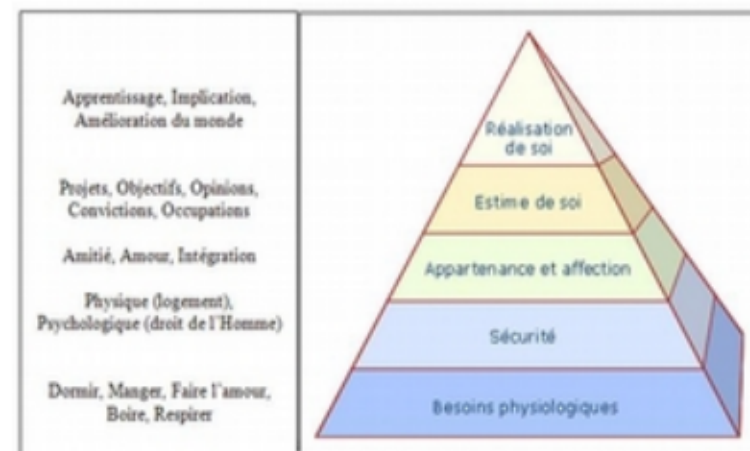 Apprentissage, Implication,
Amélioration du monde
Projets, Objectifs, Opinions,
Convictions, Occupations
Amitié, Amour, Intégration
Physique (logement),
Psychologique (droit de l'Homme)
Dormir, Manger, Faire l'amour,
Boire, Respirer
Réalisation
de soi
Estime de soi
Appartenance et affection
Sécurité
Besoins physiologiques